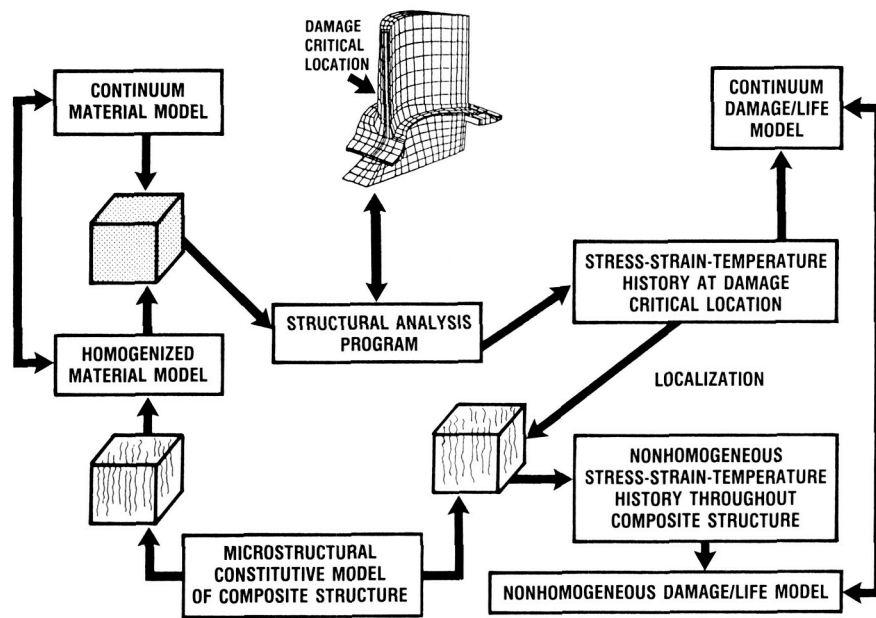 DAMAGE
CRITICAL
LOCATION
CONTINUUM
MATERIAL MODEL
CONTINUUM
DAMAGE/LIFE
MODEL
STRUCTURAL ANALYSIS
PROGRAM
STRESS-STRAIN-TEMPERATURE
HISTORY AT DAMAGE
CRITICAL LOCATION
HOMOGENIZED
MATERIAL MODEL
LOCALIZATION
NONHOMOGENEOUS
STRESS-STRAIN-TEMPERATURE
HISTORY THROUGHOUT
COMPOSITE STRUCTURE
MICROSTRUCTURAL
CONSTITUTIVE MODEL
OF COMPOSITE STRUCTURE
NONHOMOGENEOUS DAMAGE/LIFE MODEL